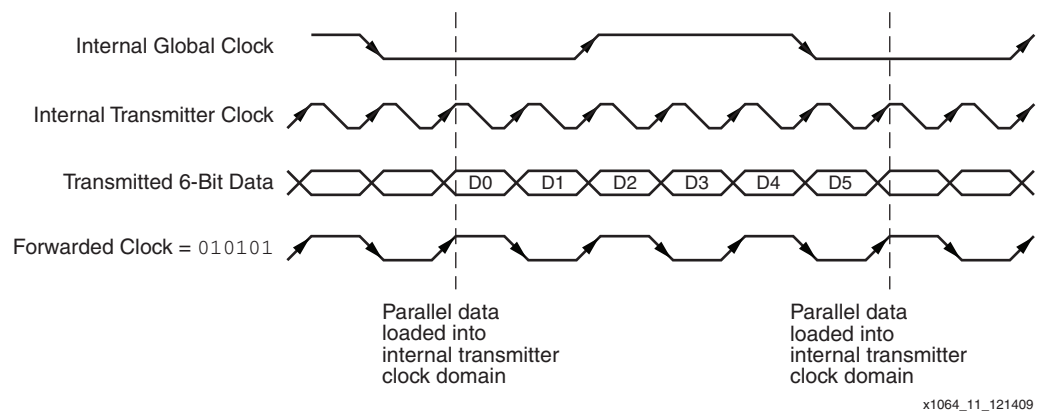 Internal Global Clock
Internal Transmitter Clock
Transmitted 6-Bit Data
D0 D1 D2 D3 D4 D5
Forwarded Clock = 010101
Parallel data
loaded into
internal transmitter
clock domain
Parallel data
loaded into
internal transmitter
clock domain
x1064_11_121409